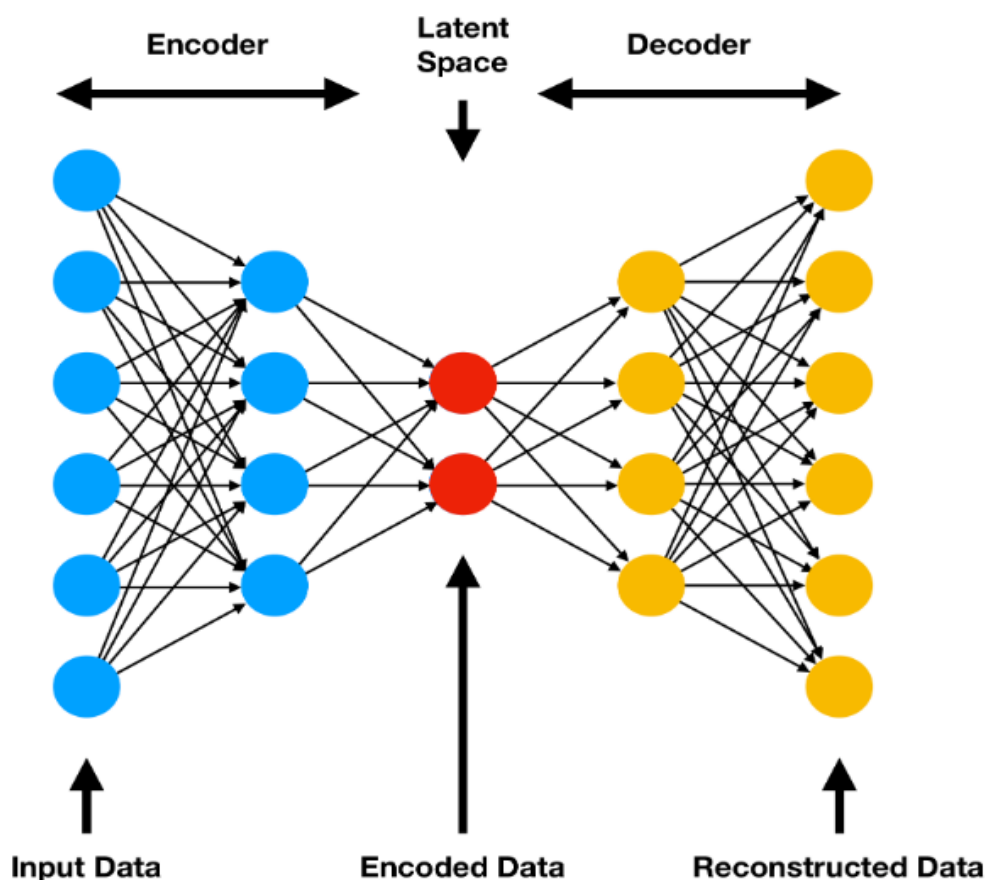 Encoder
Latent
Space
Decoder
Input Data
Encoded Data
Reconstructed Data